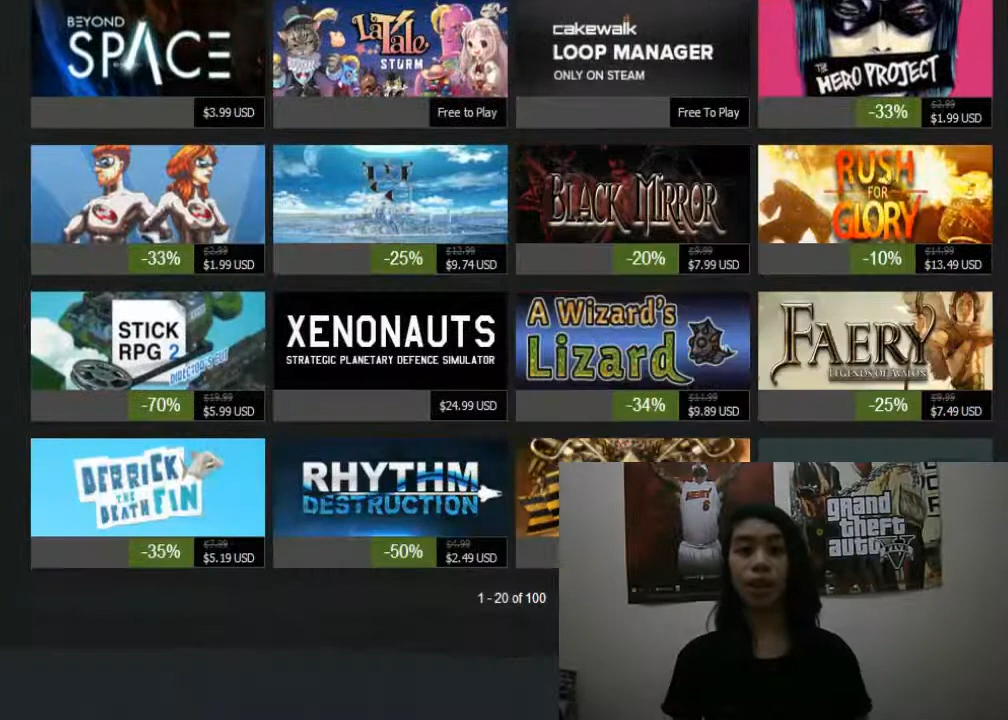 BEYOND
SPACE
$3.99 USD
LaTale
STORM
Free to Play
cakewalk
LOOP MANAGER
ONLY ON STEAM
Free To Play
THE
HERO PROJECT
-33%
$2.99
$1.99 USD
-33%
$2.99
$1.99 USD
-25%
$12.99
$9.74 USD
BLACK MIRROR
-20%
$9.99
$7.99 USD
RUSH
FOR
GLORY
-10%
$14.99
$13.49 USD
STICK
RPG 2
DIRECTOR'S CUT
-70%
$19.99
$5.99 USD
XENONAUTS
STRATEGIC PLANETARY DEFENCE SIMULATOR
$24.99 USD
A Wizard's
Lizard
-34%
$14.99
$9.89 USD
FAERY
LEGENDS OF AVALON
-25%
$9.99
$7.49 USD
DERRICK
THE
DEATHFIN
-35%
$7.99
$5.19 USD
RHYTHM
DESTRUCTION
-50%
$4.99
$2.49 USD
1 - 20 of 100
HEAT
6
grand
theft
auto
V
FIVE